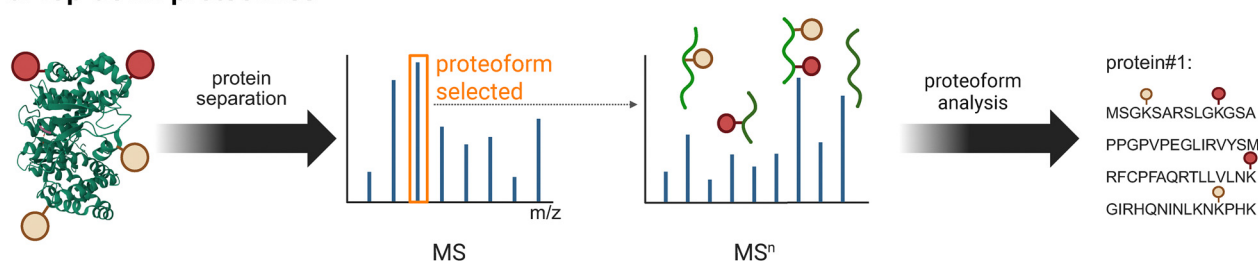 protein
separation
proteoform
selected
m/z
MS
MSⁿ
proteoform
analysis
protein#1:
MSGKSARSLGKGSA
PPGPVPEGLIRVYSM
RFCPFAQRTLLVLNK
GIRHQNINLKNKPHK